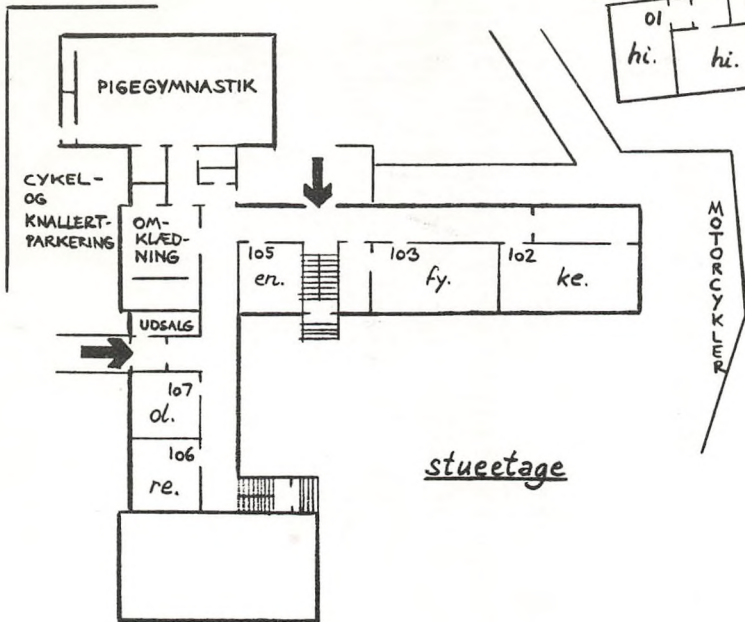 01
hi.
hi.
PIGEGYMNASTIK
CYKEL-
OG
KNALLERT-
PARKERING
OM-
KLÆD-
NING
105
en.
103
fy.
102
ke.
MOTORCYKLER
UDSALG
107
ol.
106
re.
stueetage